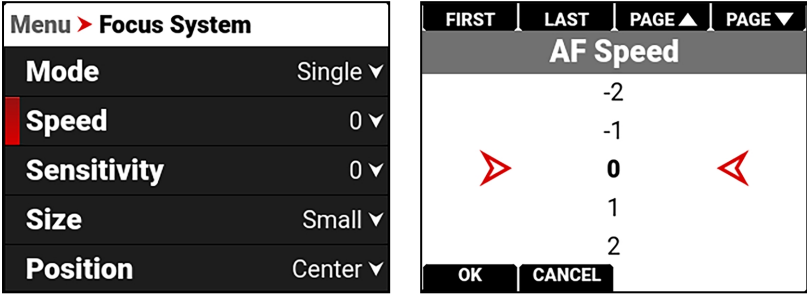 Menu > Focus System
Mode Single
Speed 0
Sensitivity 0
Size Small
Position Center
FIRST LAST PAGE▲ PAGE▼
AF Speed
-2
-1
0
1
2
OK CANCEL